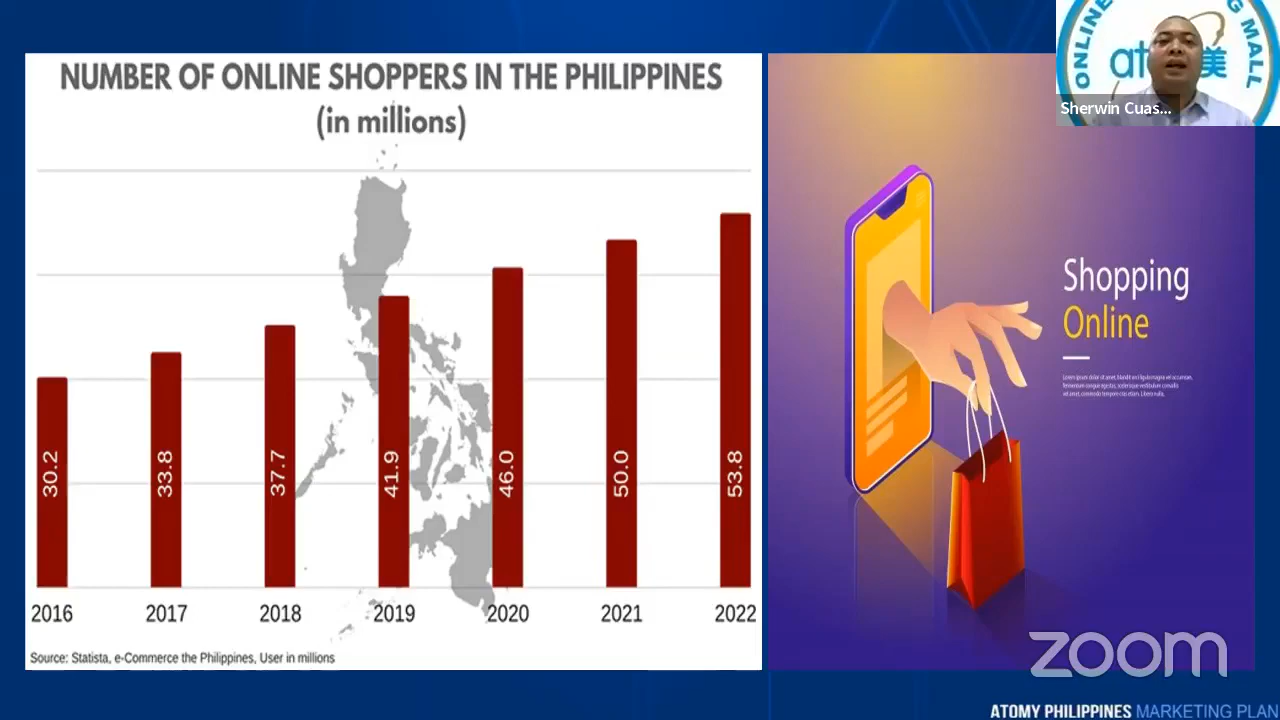 NUMBER OF ONLINE SHOPPERS IN THE PHILIPPINES
(in millions)
30.2
33.8
37.7
41.9
46.0
50.0
53.8
2016
2017
2018
2019
2020
2021
2022
Source: Statista, e-Commerce the Philippines, User in millions
ONLINE
MALL
Sherwin Cuas...
Shopping
Online
zoom
ATOMY PHILIPPINES MARKETING PLAN